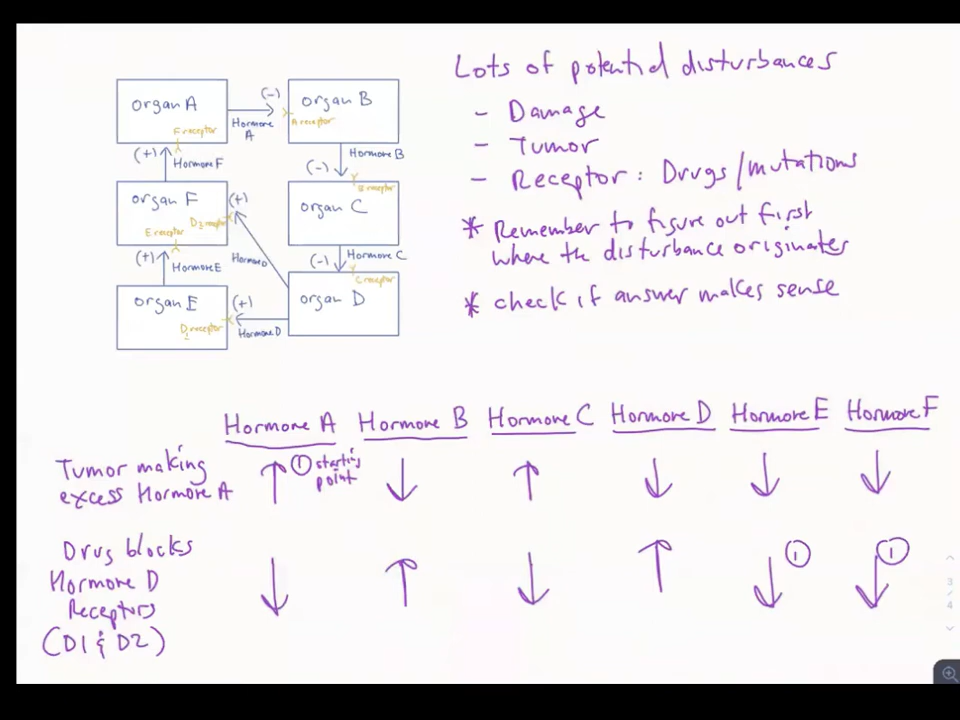 Lots of potential disturbances
- Damage
- Tumor
- Receptor: Drugs/mutations
* Remember to figure out first
where the disturbance originates
* check if answer makes sense
organ A
F receptor
Hormone
A
(-)
organ B
A receptor
(+)
Hormone F
Hormone B
(-)
organ F
(+)
D2 receptor
E receptor
B receptor
organ C
(+)
Hormone E
Hormone D
(-)
Hormone C
organ E
(+)
D1 receptor
Hormone D
C receptor
organ D
Hormone A Hormone B Hormone C Hormone D Hormone E Hormone F
Tumor making
excess Hormone A
↑ ① starting
point
↓ ↑ ↓ ↓ ↓
Drug blocks
Hormone D
Receptors
(D1 & D2)
↓ ↑ ↓ ↑ ↓ ① ↓ ①
3
/
4